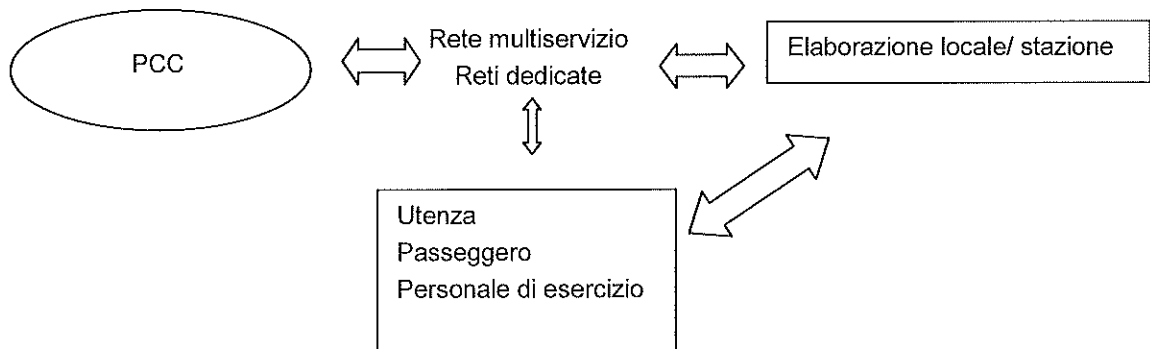 PCC
Rete multiservizio
Reti dedicate
Elaborazione locale/ stazione
Utenza
Passeggero
Personale di esercizio